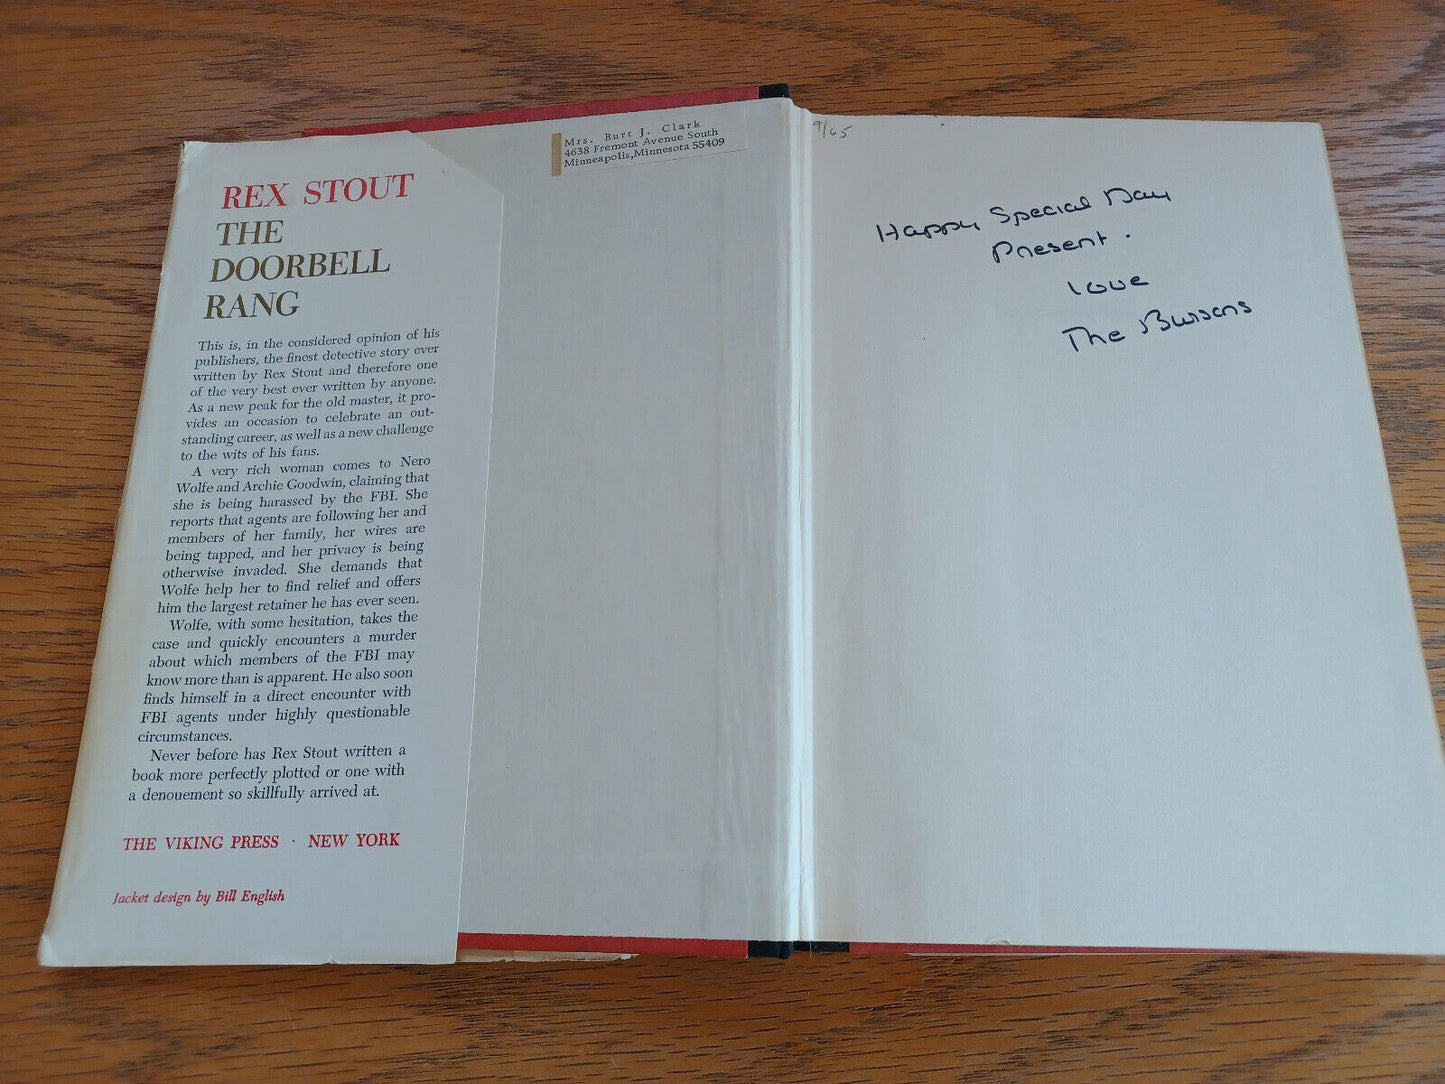 REX STOUT
THE
DOORBELL
RANG
This is, in the considered opinion of his
publishers, the finest detective story ever
written by Rex Stout and therefore one
of the very best ever written by anyone.
As a new peak for the old master, it pro-
vides an occasion to celebrate an out-
standing career, as well as a new challenge
to the wits of his fans.
A very rich woman comes to Nero
Wolfe and Archie Goodwin, claiming that
she is being harassed by the FBI. She
reports that agents are following her and
members of her family, her wires are
being tapped, and her privacy is being
otherwise invaded. She demands that
Wolfe help her to find relief and offers
him the largest retainer he has ever seen.
Wolfe, with some hesitation, takes the
case and quickly encounters a murder
about which members of the FBI may
know more than is apparent. He also soon
finds himself in a direct encounter with
FBI agents under highly questionable
circumstances.
Never before has Rex Stout written a
book more perfectly plotted or one with
a denouement so skillfully arrived at.
THE VIKING PRESS · NEW YORK
Jacket design by Bill English
Mrs. Burt J. Clark
4638 Fremont Avenue South
Minneapolis, Minnesota 55409
9/65
Happy Special Day
Present.
Love
The